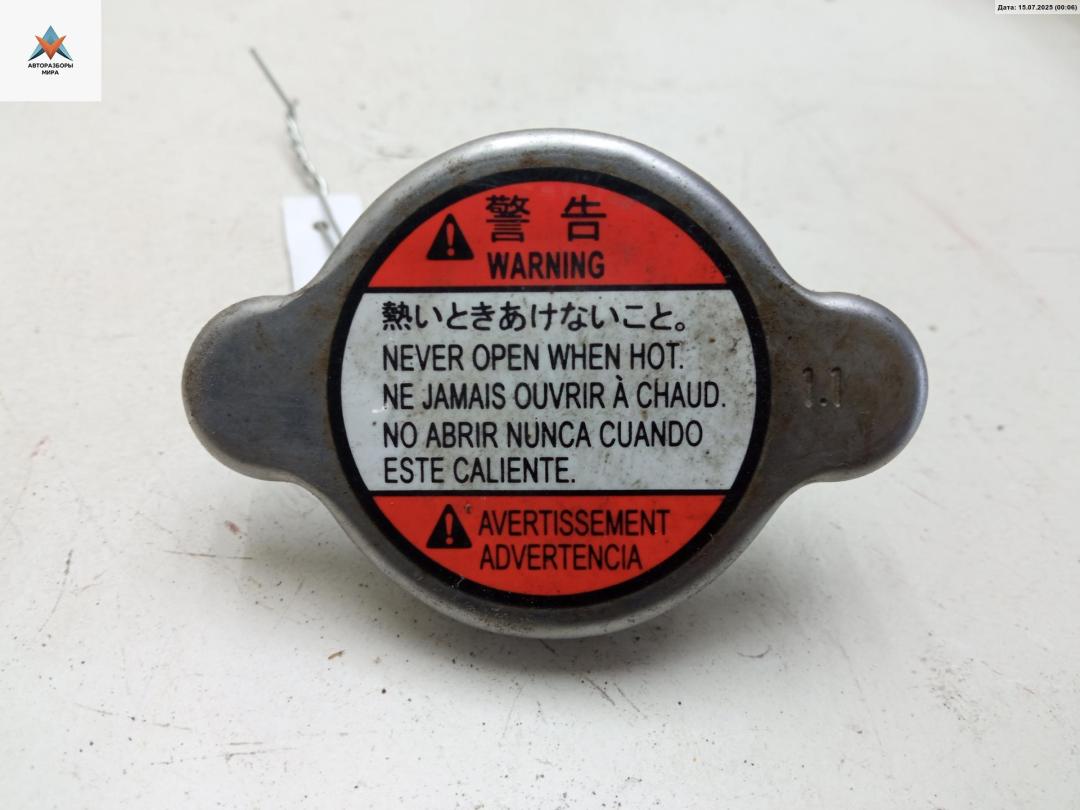 Дата: 15.07.2025 (00:06)
АВТОРАЗБОРЫ
МИРА
警告
WARNING
熱いときあけないこと。
NEVER OPEN WHEN HOT.
NE JAMAIS OUVRIR À CHAUD.
NO ABRIR NUNCA CUANDO
ESTE CALIENTE.
1.1
AVERTISSEMENT
ADVERTENCIA